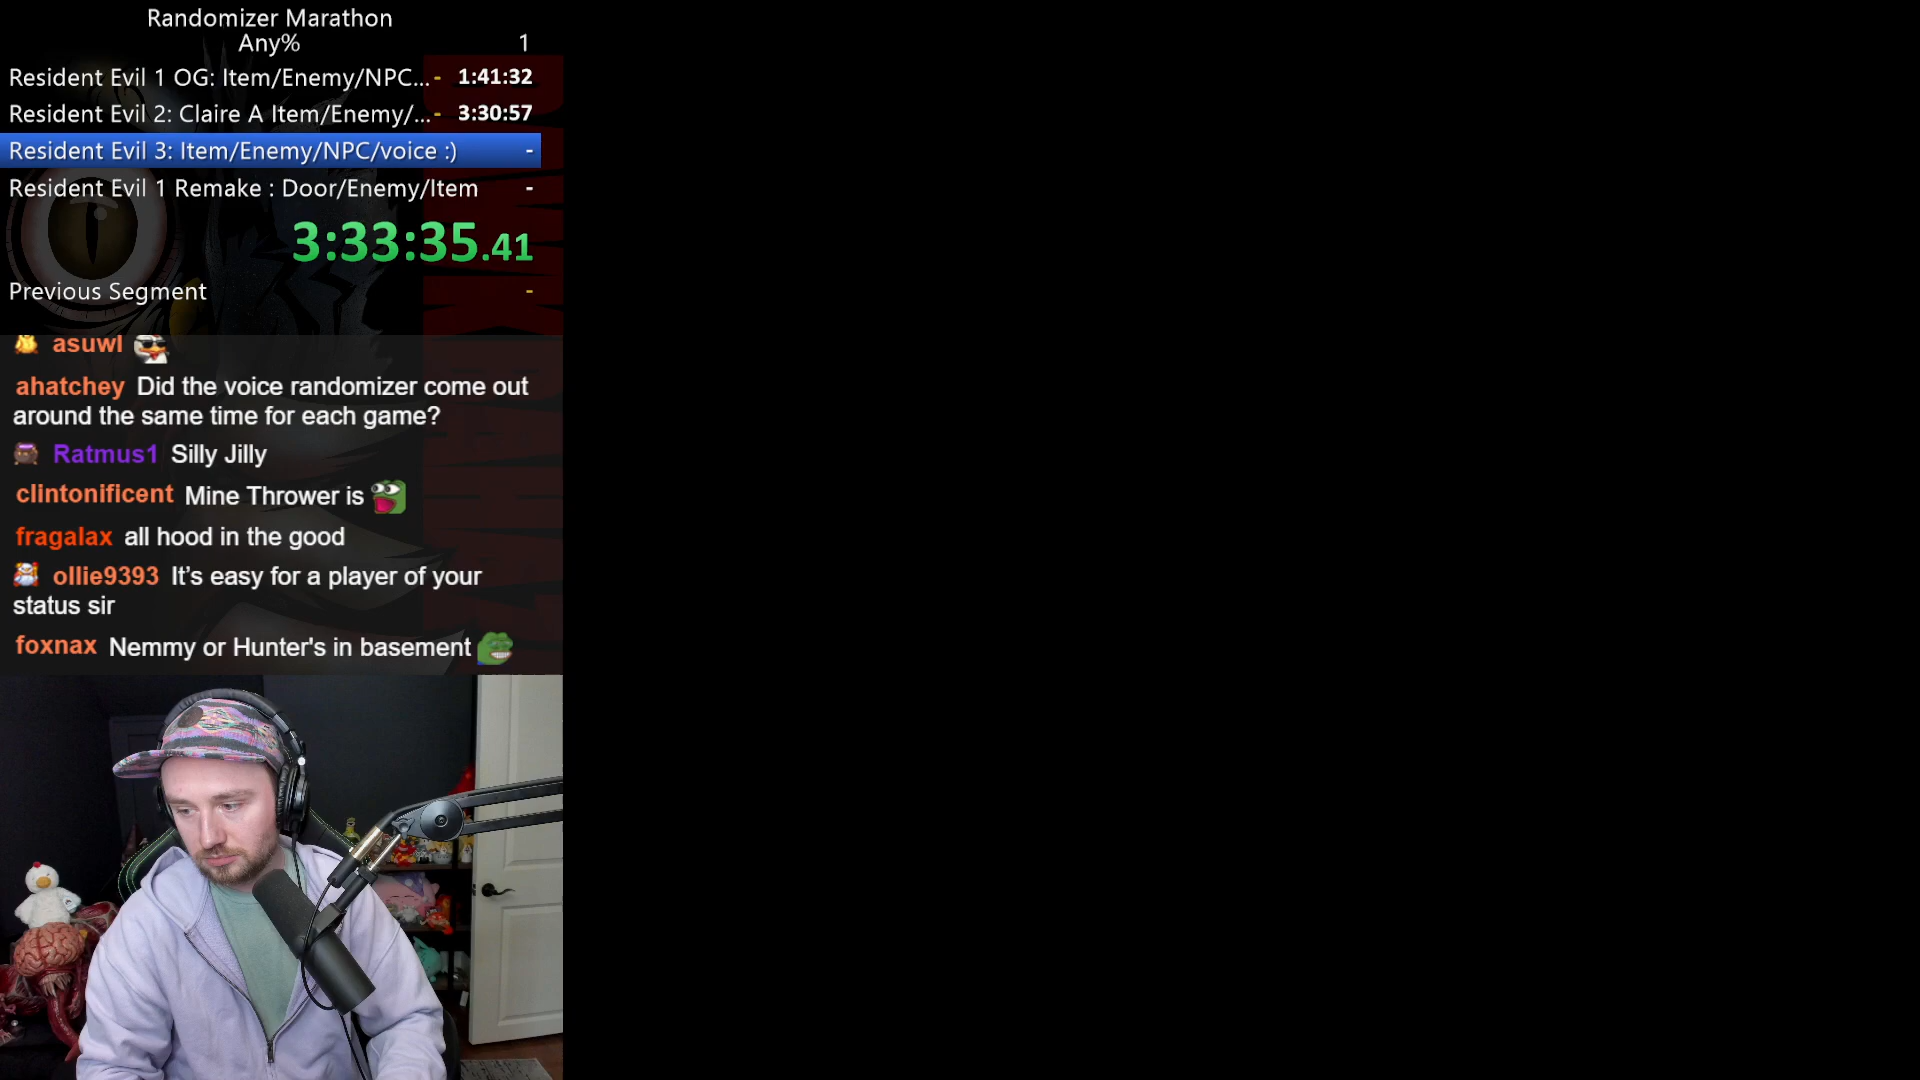 Randomizer Marathon
Any% 1
Resident Evil 1 OG: Item/Enemy/NPC... - 1:41:32
Resident Evil 2: Claire A Item/Enemy/... - 3:30:57
Resident Evil 3: Item/Enemy/NPC/voice :) -
Resident Evil 1 Remake : Door/Enemy/Item -
3:33:35.41
Previous Segment -
asuwl
ahatchey Did the voice randomizer come out
around the same time for each game?
Ratmus1 Silly Jilly
clintonificent Mine Thrower is
fragalax all hood in the good
ollie9393 It’s easy for a player of your
status sir
foxnax Nemmy or Hunter's in basement